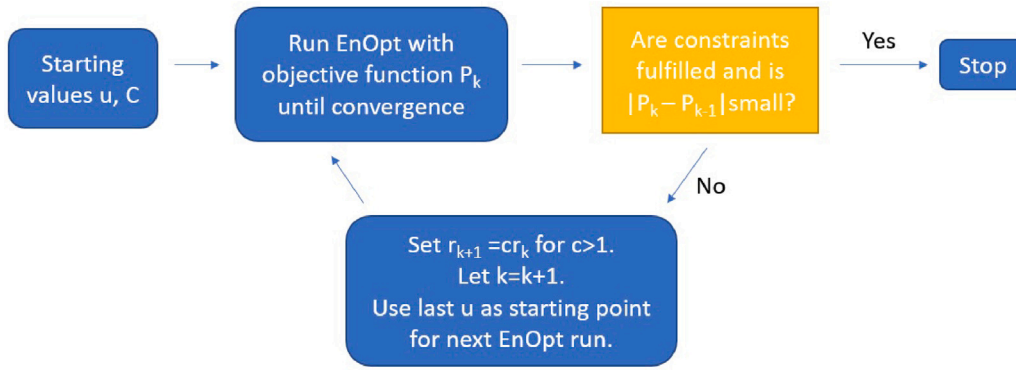 Starting
values u, C
Run EnOpt with
objective function Pₖ
until convergence
Are constraints
fulfilled and is
|Pₖ – Pₖ₋₁| small?
Yes
Stop
No
Set rₖ₊₁ =crₖ for c>1.
Let k=k+1.
Use last u as starting point
for next EnOpt run.